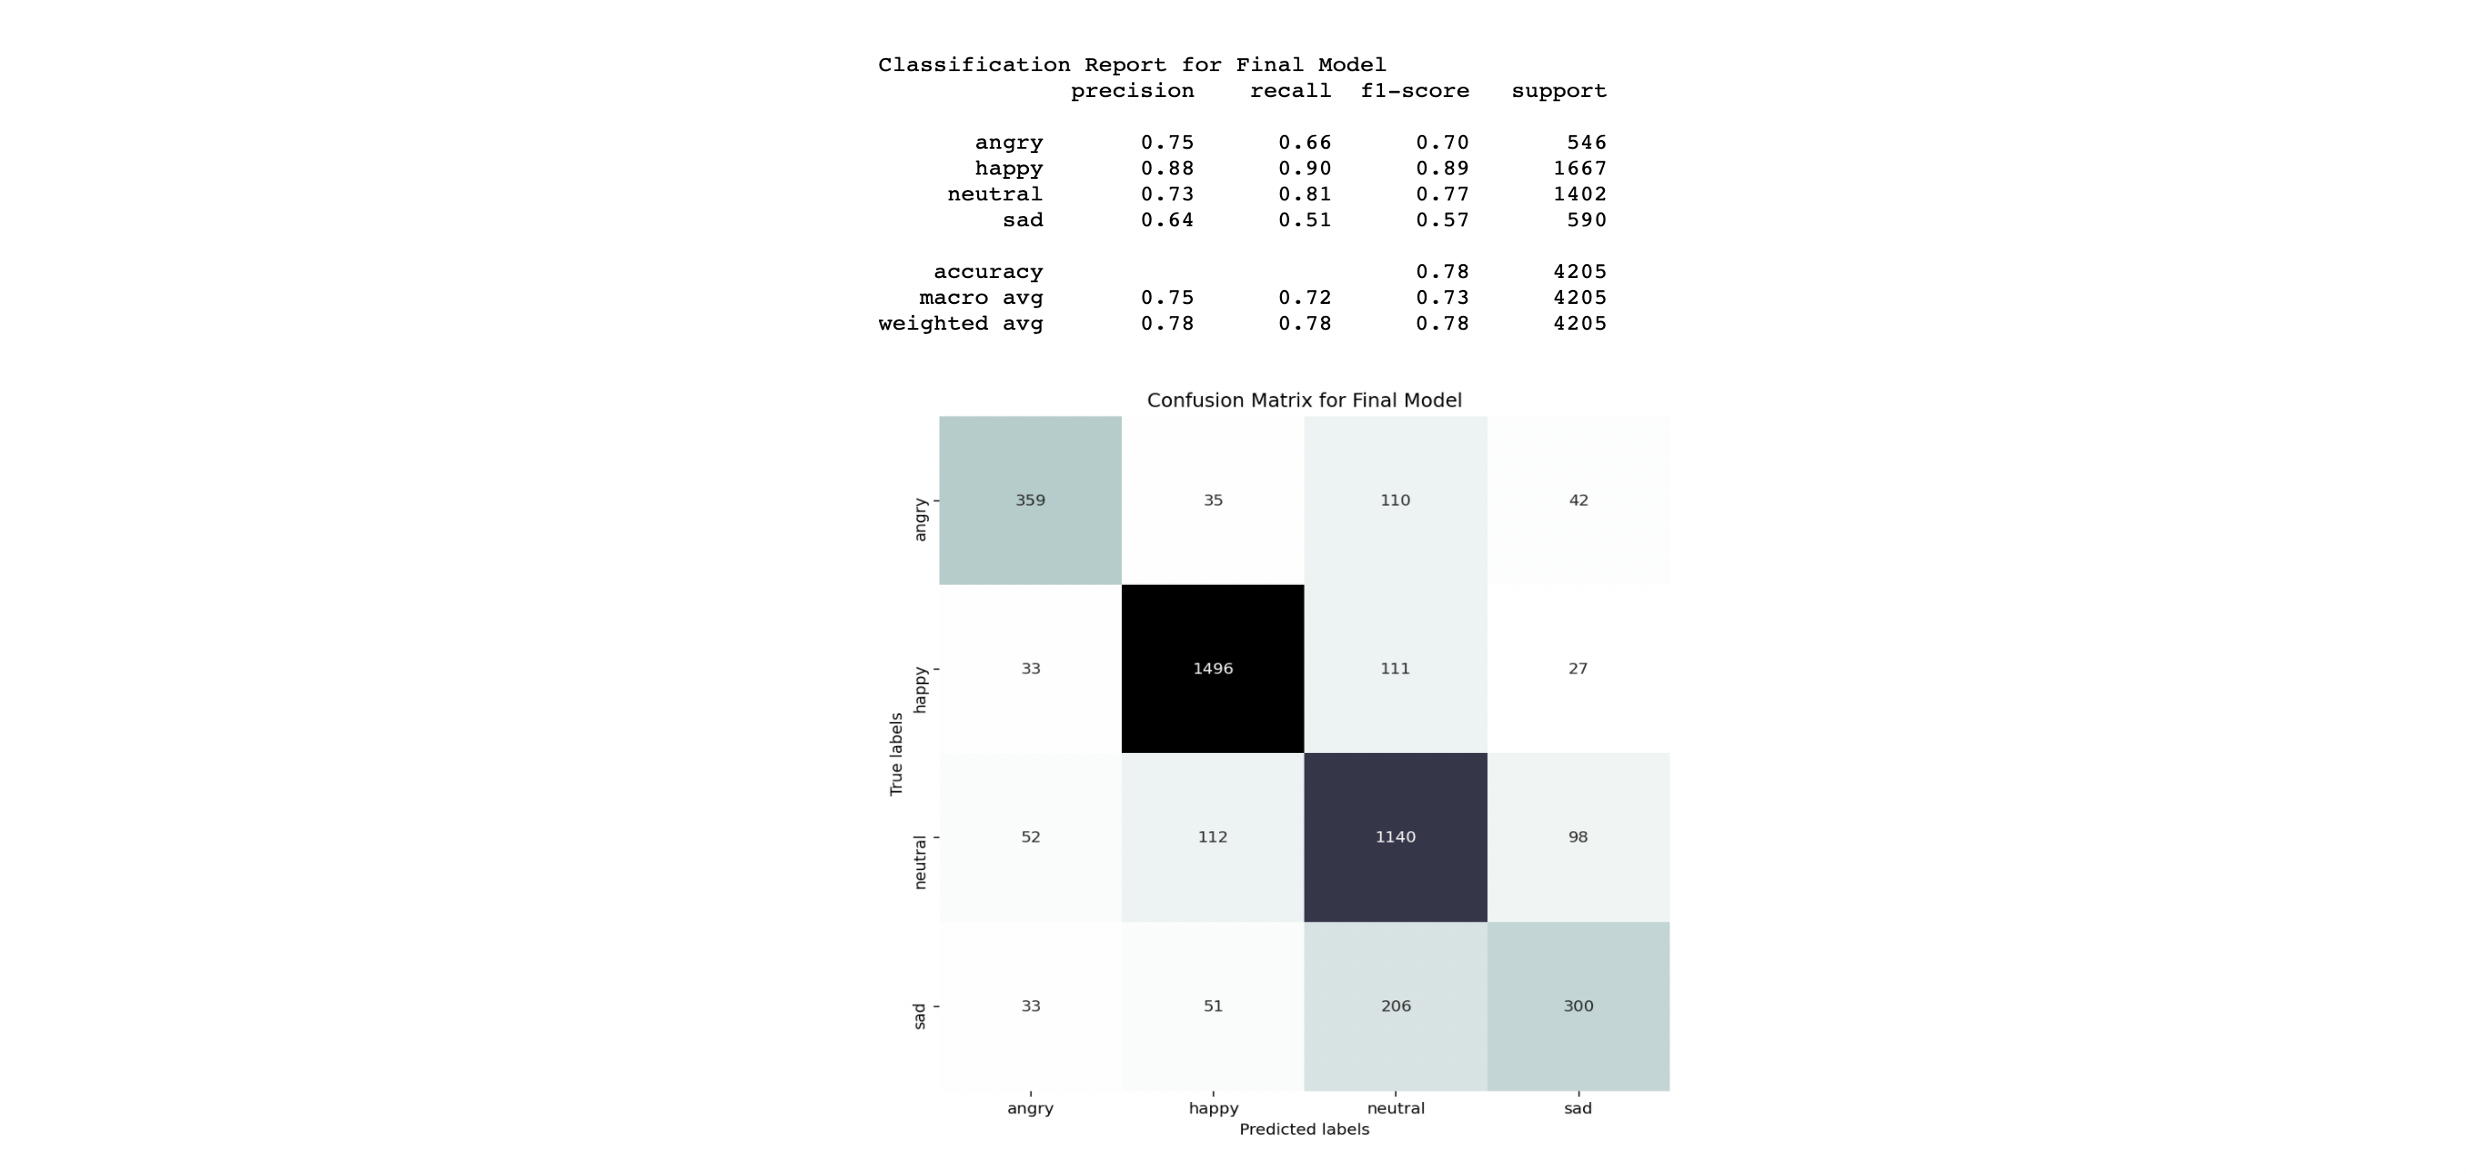 Classification Report for Final Model
precision recall f1-score support
angry 0.75 0.66 0.70 546
happy 0.88 0.90 0.89 1667
neutral 0.73 0.81 0.77 1402
sad 0.64 0.51 0.57 590
accuracy 0.78 4205
macro avg 0.75 0.72 0.73 4205
weighted avg 0.78 0.78 0.78 4205
Confusion Matrix for Final Model
True labels
angry 359 35 110 42
happy 33 1496 111 27
neutral 52 112 1140 98
sad 33 51 206 300
angry happy neutral sad
Predicted labels